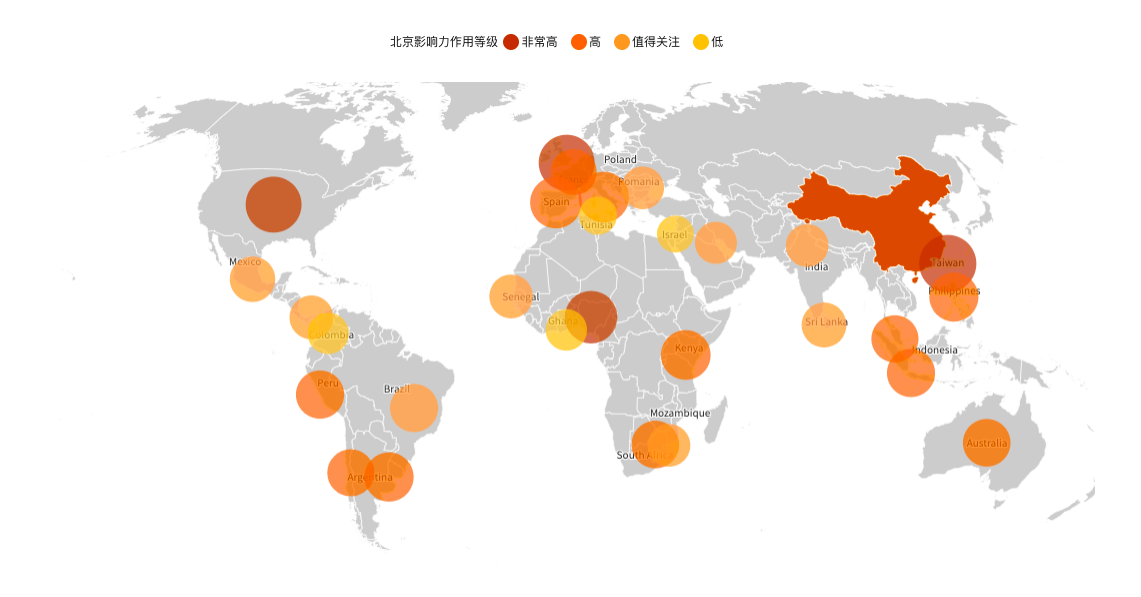 北京影响力作用等级 非常高 高 值得关注 低
Poland
Romania
Spain
Tunisia
Israel
Mexico
Taiwan
India
Philippines
Senegal
Ghana
Sri Lanka
Colombia
Kenya
Indonesia
Peru
Brazil
Mozambique
Australia
South Africa
Argentina